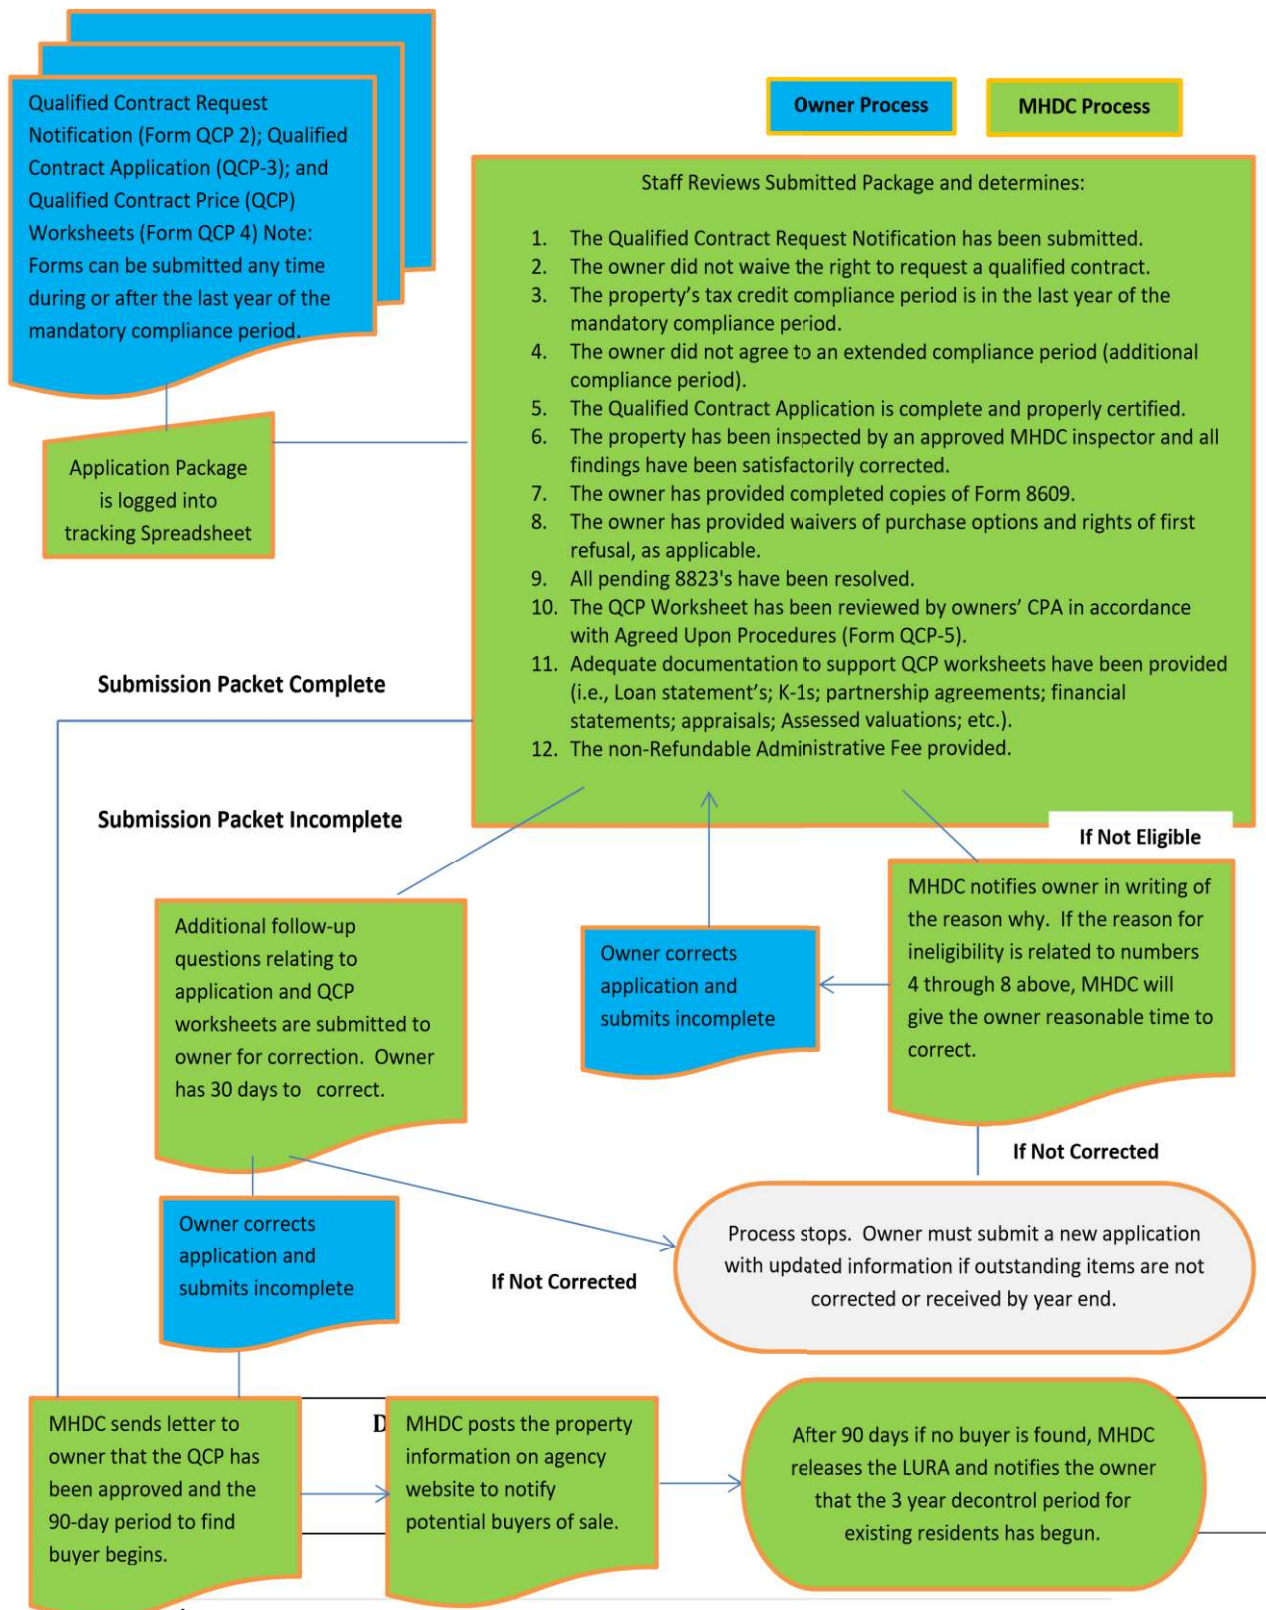 Qualified Contract Request
Notification (Form QCP 2); Qualified
Contract Application (QCP-3); and
Qualified Contract Price (QCP)
Worksheets (Form QCP 4) Note:
Forms can be submitted any time
during or after the last year of the
mandatory compliance period.
Owner Process
MHDC Process
Application Package
is logged into
tracking Spreadsheet
Staff Reviews Submitted Package and determines:
1. The Qualified Contract Request Notification has been submitted.
2. The owner did not waive the right to request a qualified contract.
3. The property’s tax credit compliance period is in the last year of the
mandatory compliance period.
4. The owner did not agree to an extended compliance period (additional
compliance period).
5. The Qualified Contract Application is complete and properly certified.
6. The property has been inspected by an approved MHDC inspector and all
findings have been satisfactorily corrected.
7. The owner has provided completed copies of Form 8609.
8. The owner has provided waivers of purchase options and rights of first
refusal, as applicable.
9. All pending 8823's have been resolved.
10. The QCP Worksheet has been reviewed by owners’ CPA in accordance
with Agreed Upon Procedures (Form QCP-5).
11. Adequate documentation to support QCP worksheets have been provided
(i.e., Loan statement’s; K-1s; partnership agreements; financial
statements; appraisals; Assessed valuations; etc.).
12. The non-Refundable Administrative Fee provided.
Submission Packet Complete
Submission Packet Incomplete
If Not Eligible
Additional follow-up
questions relating to
application and QCP
worksheets are submitted to
owner for correction. Owner
has 30 days to correct.
Owner corrects
application and
submits incomplete
MHDC notifies owner in writing of
the reason why. If the reason for
ineligibility is related to numbers
4 through 8 above, MHDC will
give the owner reasonable time to
correct.
If Not Corrected
Owner corrects
application and
submits incomplete
If Not Corrected
Process stops. Owner must submit a new application
with updated information if outstanding items are not
corrected or received by year end.
MHDC sends letter to
owner that the QCP has
been approved and the
90-day period to find
buyer begins.
D
MHDC posts the property
information on agency
website to notify
potential buyers of sale.
After 90 days if no buyer is found, MHDC
releases the LURA and notifies the owner
that the 3 year decontrol period for
existing residents has begun.